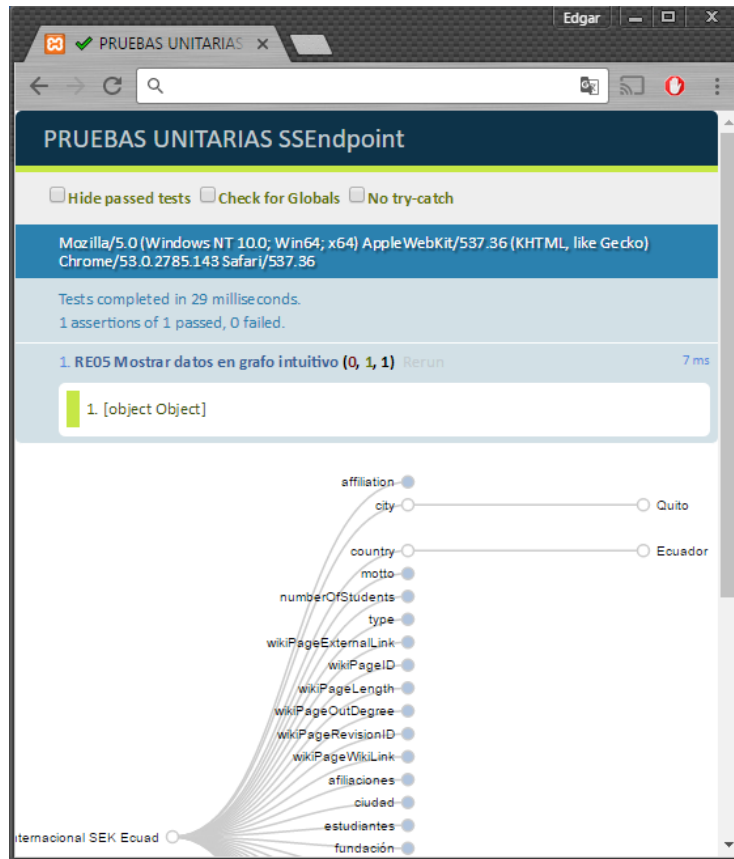 Edgar
PRUEBAS UNITARIAS
PRUEBAS UNITARIAS SSEndpoint
Hide passed tests Check for Globals No try-catch
Mozilla/5.0 (Windows NT 10.0; Win64; x64) AppleWebKit/537.36 (KHTML, like Gecko)
Chrome/53.0.2785.143 Safari/537.36
Tests completed in 29 milliseconds.
1 assertions of 1 passed, 0 failed.
1. RE05 Mostrar datos en grafo intuitivo (0, 1, 1) Rerun 7 ms
1. [object Object]
affiliation
city Quito
country Ecuador
motto
numberOfStudents
type
wikiPageExternalLink
wikiPageID
wikiPageLength
wikiPageOutDegree
wikiPageRevisionID
wikiPageWikiLink
afiliaciones
ciudad
estudiantes
nternacional SEK Ecuad
fundación